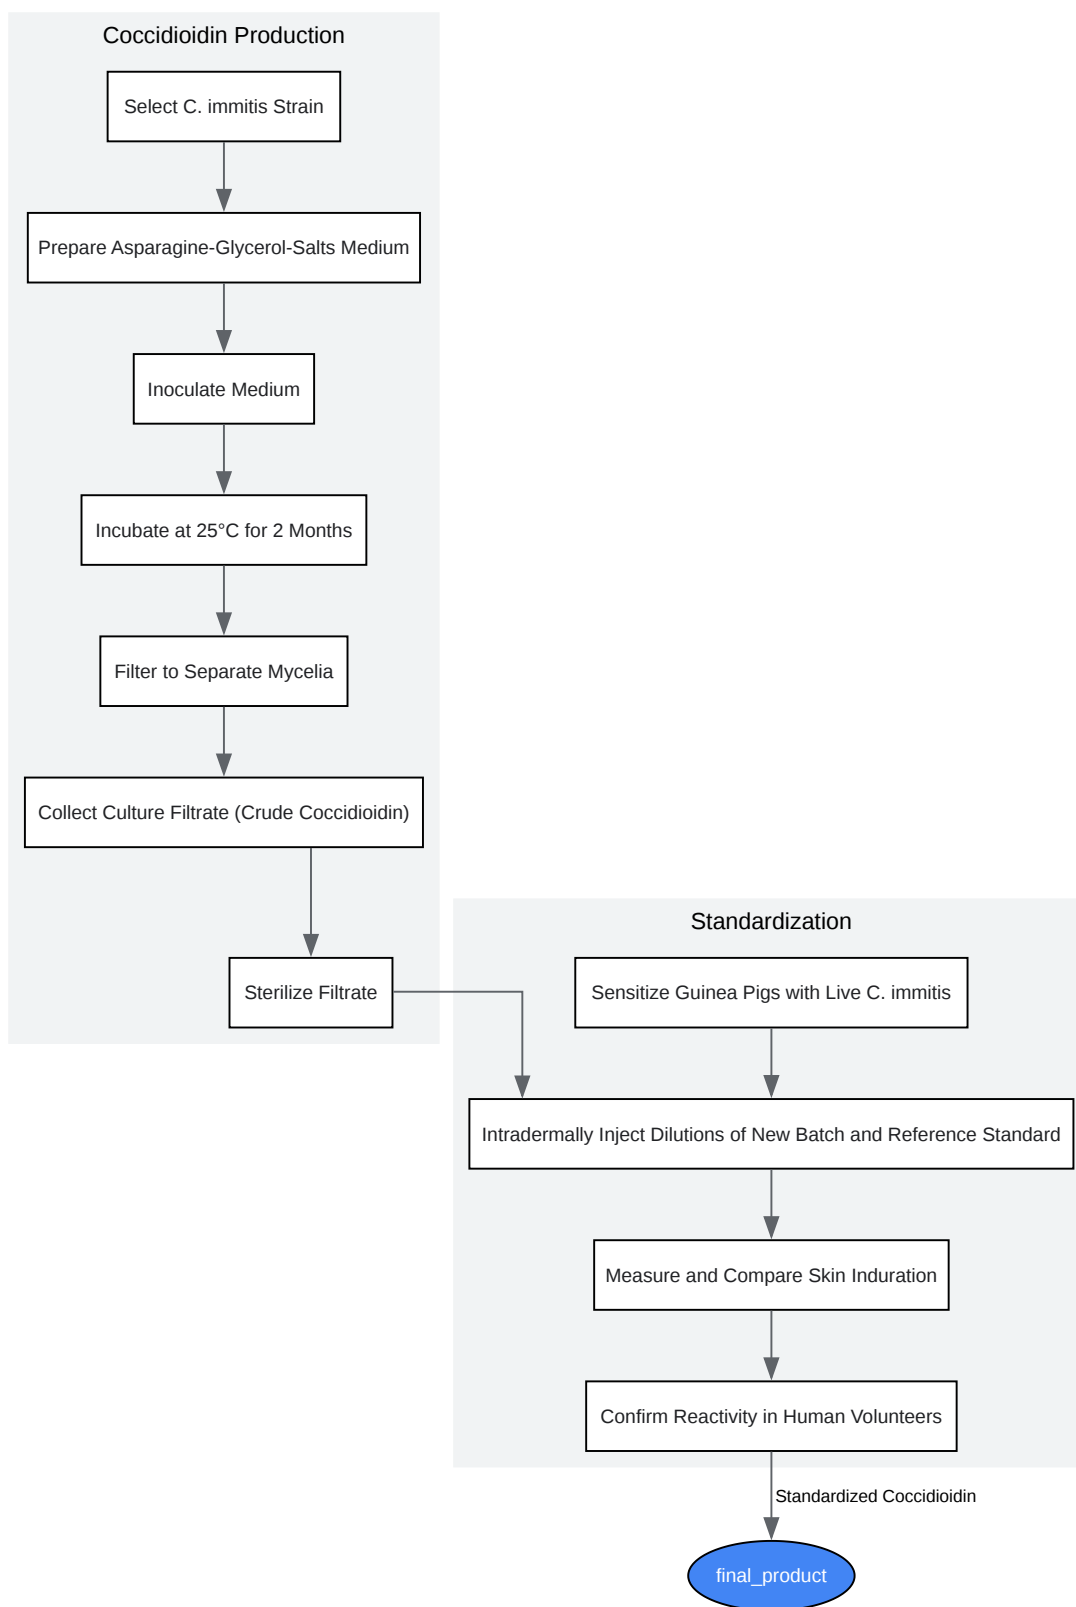 Coccidioidin Production
Select C. immitis Strain
Prepare Asparagine-Glycerol-Salts Medium
Inoculate Medium
Incubate at 25°C for 2 Months
Filter to Separate Mycelia
Collect Culture Filtrate (Crude Coccidioidin)
Sterilize Filtrate
Standardization
Sensitize Guinea Pigs with Live C. immitis
Intradermally Inject Dilutions of New Batch and Reference Standard
Measure and Compare Skin Induration
Confirm Reactivity in Human Volunteers
Standardized Coccidioidin
final_product